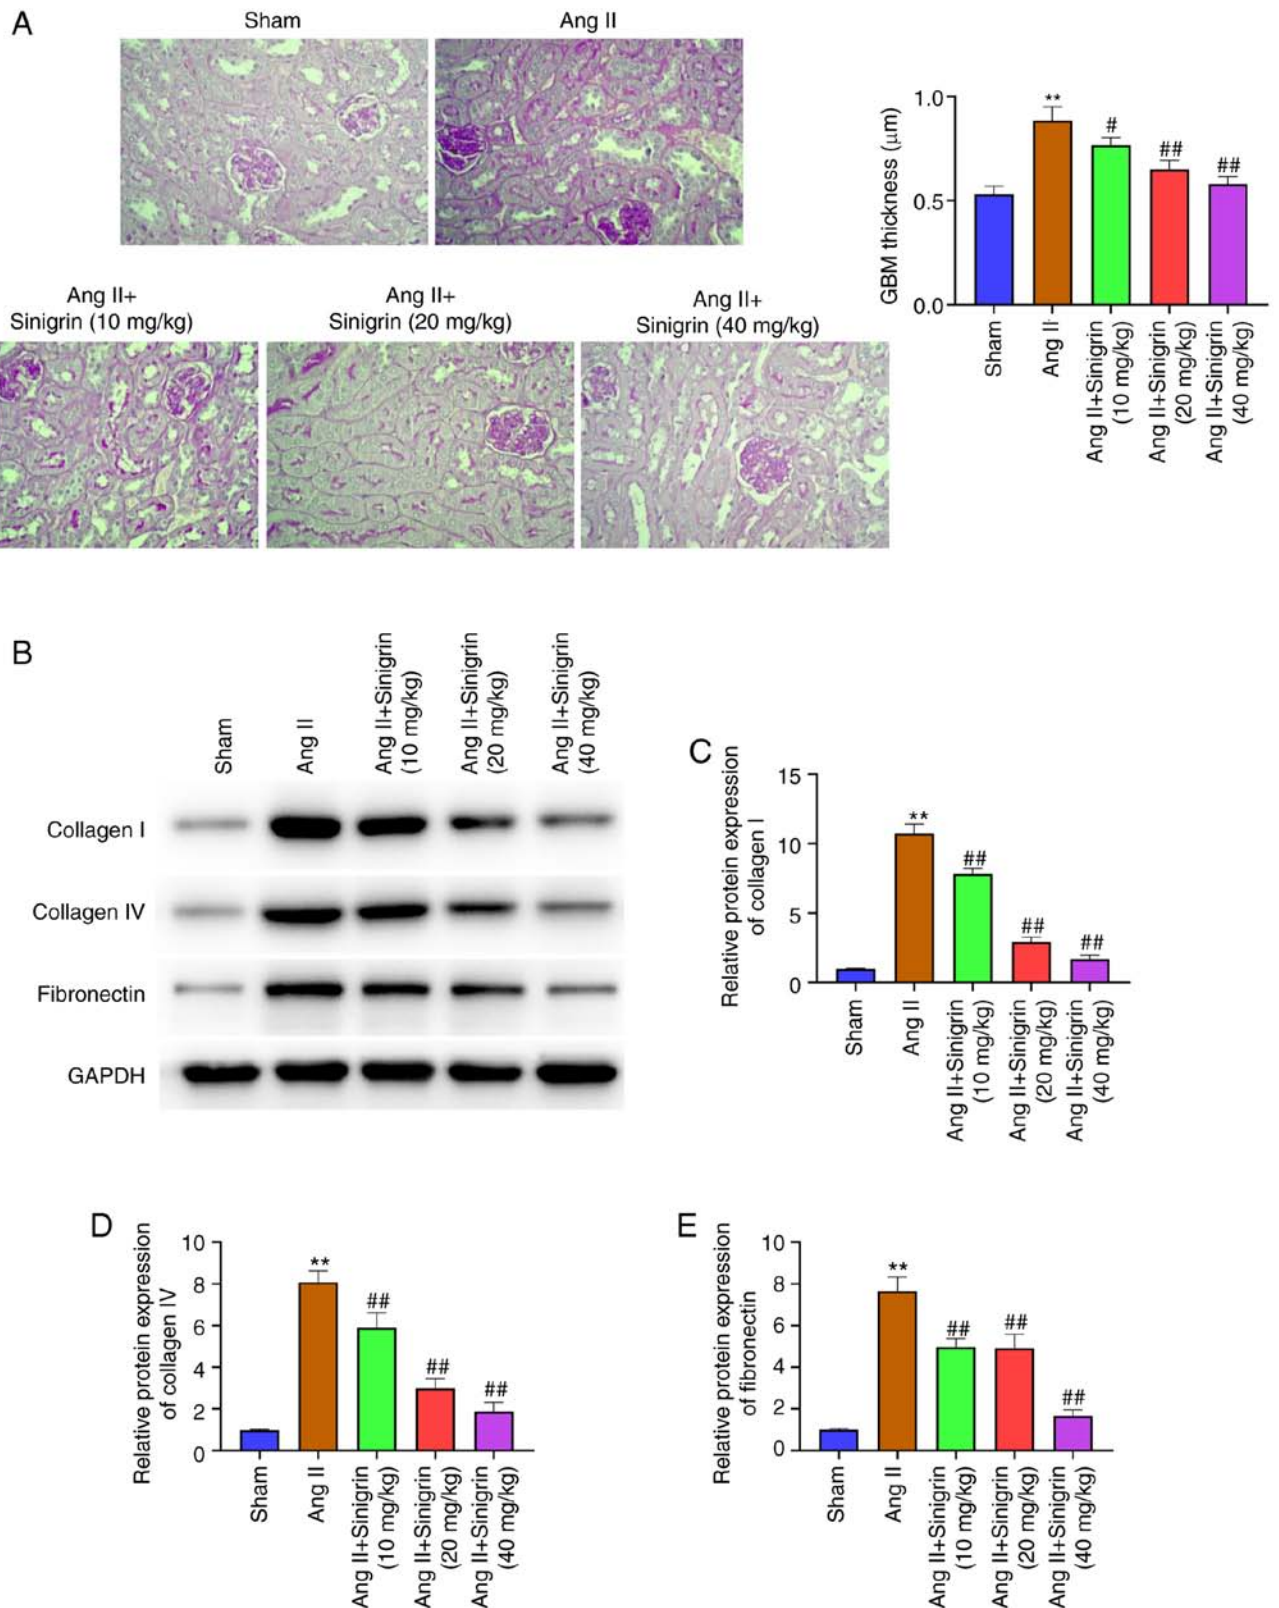 A
Sham
Ang II
Ang II+
Sinigrin (10 mg/kg)
Ang II+
Sinigrin (20 mg/kg)
Ang II+
Sinigrin (40 mg/kg)
GBM thickness (μm)
1.0
0.5
0.0
**
#
##
##
Sham
Ang II
Ang II+Sinigrin
(10 mg/kg)
Ang II+Sinigrin
(20 mg/kg)
Ang II+Sinigrin
(40 mg/kg)
B
Sham
Ang II
Ang II+Sinigrin
(10 mg/kg)
Ang II+Sinigrin
(20 mg/kg)
Ang II+Sinigrin
(40 mg/kg)
Collagen I
Collagen IV
Fibronectin
GAPDH
C
Relative protein expression
of collagen I
15
10
5
0
**
##
##
##
Sham
Ang II
Ang II+Sinigrin
(10 mg/kg)
Ang II+Sinigrin
(20 mg/kg)
Ang II+Sinigrin
(40 mg/kg)
D
Relative protein expression
of collagen IV
10
8
6
4
2
0
**
##
##
##
Sham
Ang II
Ang II+Sinigrin
(10 mg/kg)
Ang II+Sinigrin
(20 mg/kg)
Ang II+Sinigrin
(40 mg/kg)
E
Relative protein expression
of fibronectin
10
8
6
4
2
0
**
##
##
##
Sham
Ang II
Ang II+Sinigrin
(10 mg/kg)
Ang II+Sinigrin
(20 mg/kg)
Ang II+Sinigrin
(40 mg/kg)